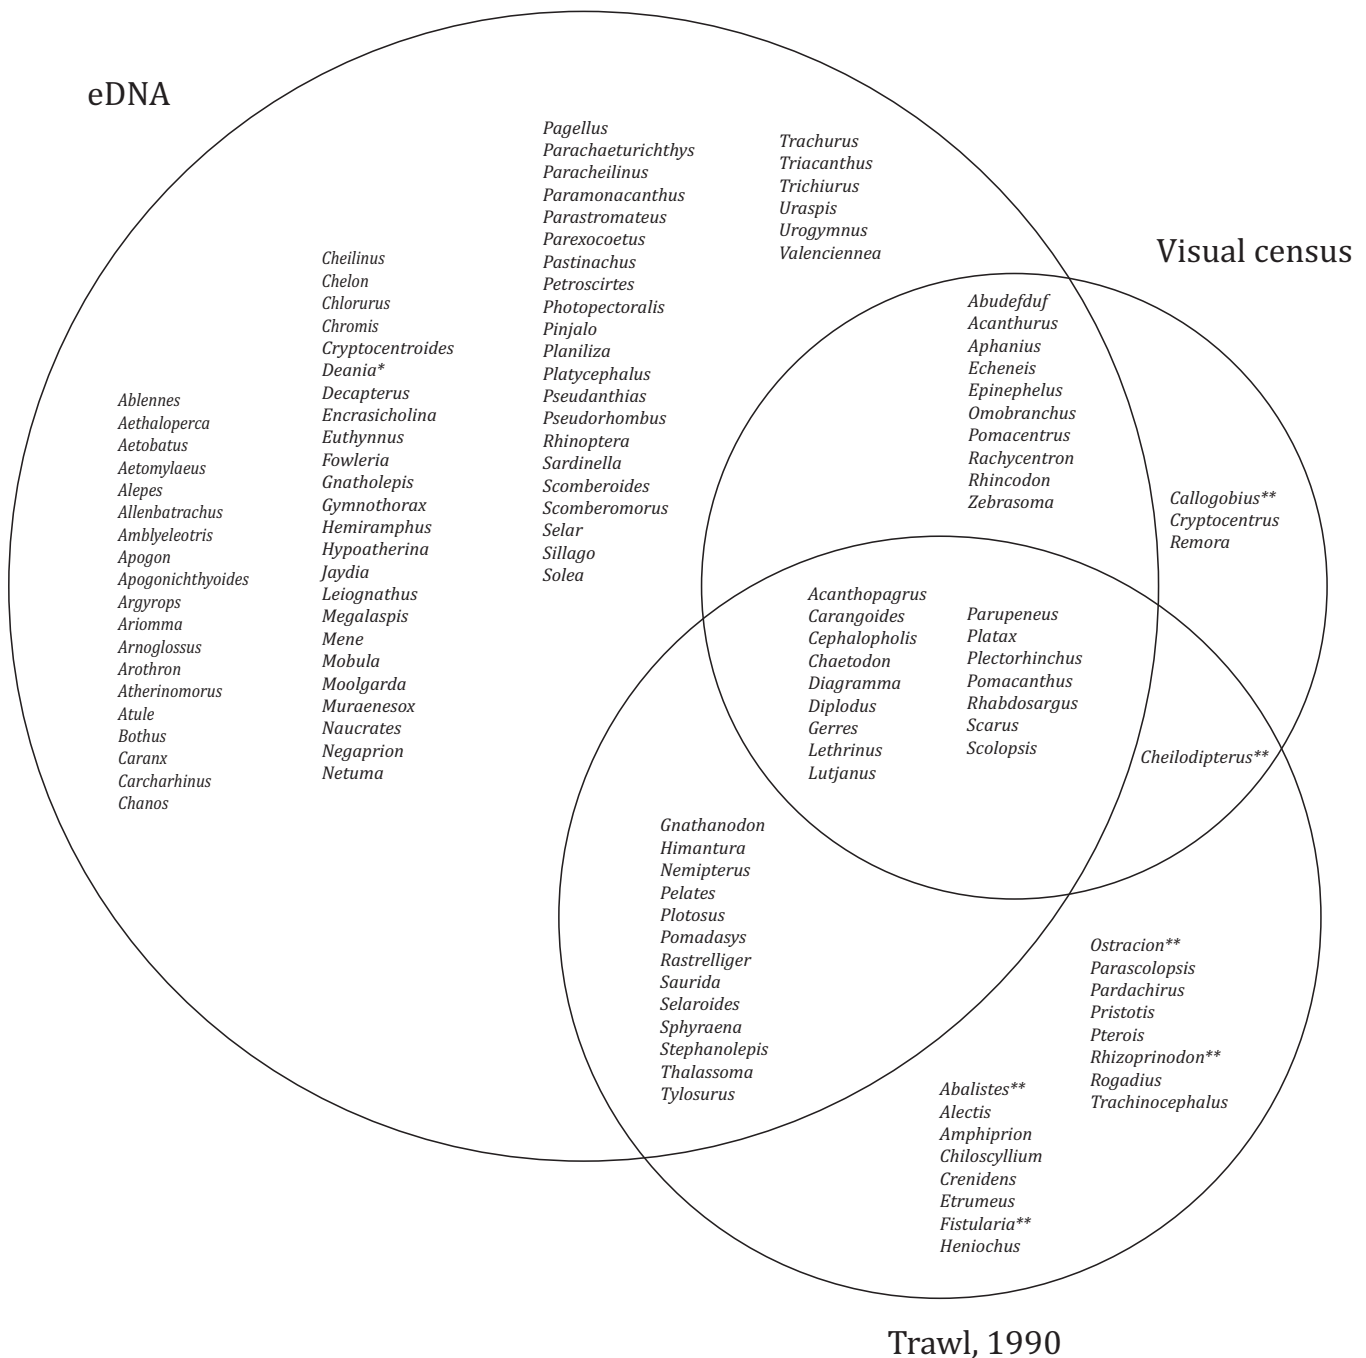 eDNA
Ablennes
Aethaloperca
Aetobatus
Aetomylaeus
Alepes
Allenbatrachus
Amblyeleotris
Apogon
Apogonichthyoides
Argyrops
Ariomma
Arnoglossus
Arothron
Atherinomorus
Atule
Bothus
Caranx
Carcharhinus
Chanos
Cheilinus
Chelon
Chlorurus
Chromis
Cryptocentroides
Deania*
Decapterus
Encrasicholina
Euthynnus
Fowleria
Gnatholepis
Gymnothorax
Hemiramphus
Hypoatherina
Jaydia
Leiognathus
Megalaspis
Mene
Mobula
Moolgarda
Muraenesox
Naucrates
Negaprion
Netuma
Pagellus
Parachaeturichthys
Paracheilinus
Paramonacanthus
Parastromateus
Parexocoetus
Pastinachus
Petroscirtes
Photopectoralis
Pinjalo
Planiliza
Platycephalus
Pseudanthias
Pseudorhombus
Rhinoptera
Sardinella
Scomberoides
Scomberomorus
Selar
Sillago
Solea
Trachurus
Triacanthus
Trichiurus
Uraspis
Urogymnus
Valenciennea
Visual census
Abudefduf
Acanthurus
Aphanius
Echeneis
Epinephelus
Omobranchus
Pomacentrus
Rachycentron
Rhincodon
Zebrasoma
Callogobius**
Cryptocentrus
Remora
Acanthopagrus
Carangoides
Cephalopholis
Chaetodon
Diagramma
Diplodus
Gerres
Lethrinus
Lutjanus
Parupeneus
Platax
Plectorhinchus
Pomacanthus
Rhabdosargus
Scarus
Scolopsis
Cheilodipterus**
Gnathanodon
Himantura
Nemipterus
Pelates
Plotosus
Pomadasys
Rastrelliger
Saurida
Selaroides
Sphyraena
Stephanolepis
Thalassoma
Tylosurus
Abalistes**
Alectis
Amphiprion
Chiloscyllium
Crenidens
Etrumeus
Fistularia**
Heniochus
Ostracion**
Parascolopsis
Pardachirus
Pristotis
Pterois
Rhizoprinodon**
Rogadius
Trachinocephalus
Trawl, 1990